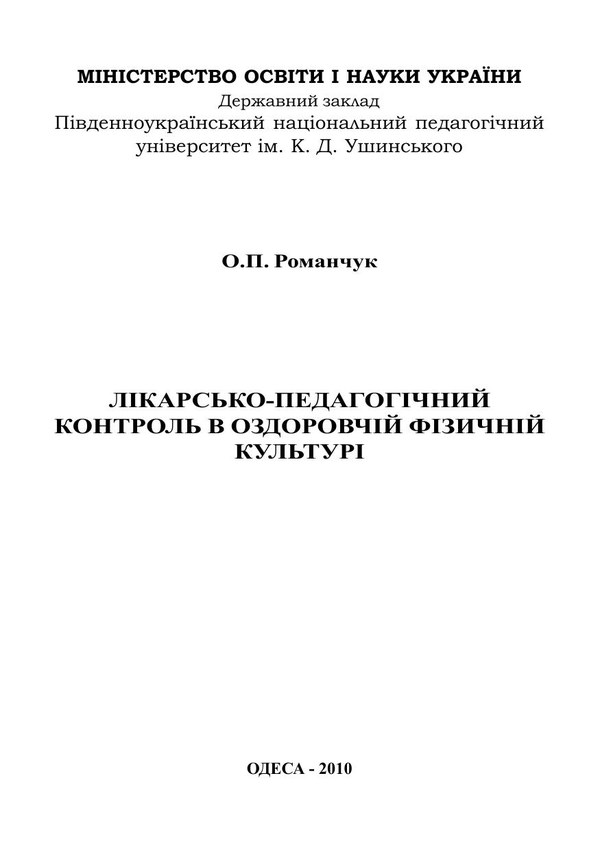 МІНІСТЕРСТВО ОСВІТИ І НАУКИ УКРАЇНИ
Державний заклад
Південноукраїнський національний педагогічний
університет ім. К. Д. Ушинського
О.П. Романчук
ЛІКАРСЬКО-ПЕДАГОГІЧНИЙ
КОНТРОЛЬ В ОЗДОРОВЧІЙ ФІЗИЧНІЙ
КУЛЬТУРІ
ОДЕСА - 2010